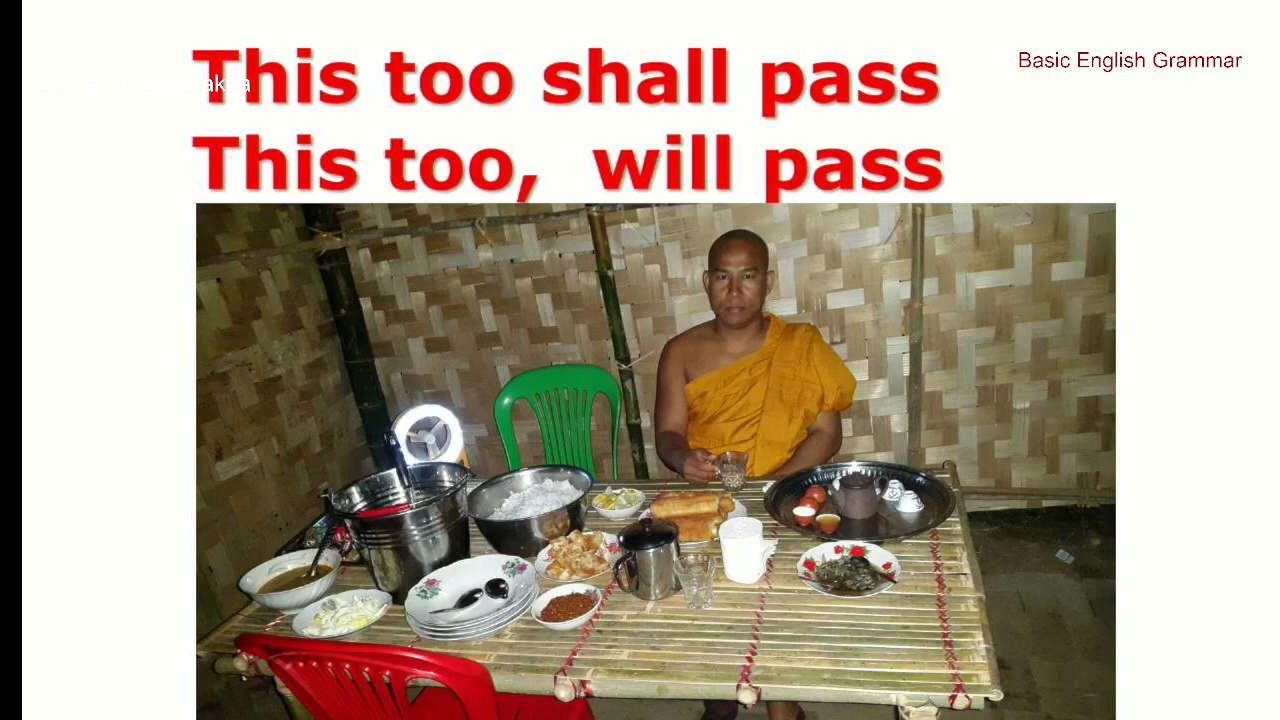 This too shall pass
Basic English Grammar
This too, will pass